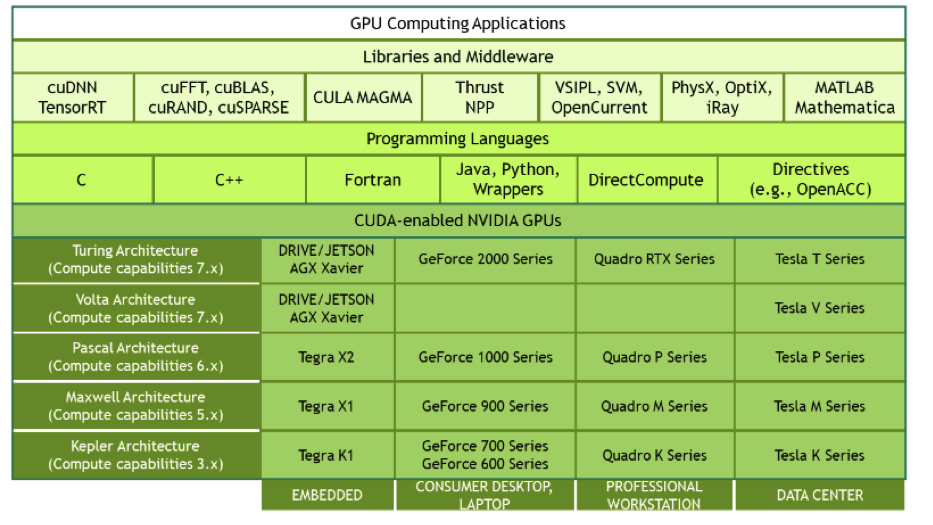 GPU Computing Applications
Libraries and Middleware
cuDNN
TensorRT
cuFFT, cuBLAS,
cuRAND, cuSPARSE
CULA MAGMA
Thrust
NPP
VSIPL, SVM,
OpenCurrent
PhysX, OptiX,
iRay
MATLAB
Mathematica
Programming Languages
C
C++
Fortran
Java, Python,
Wrappers
DirectCompute
Directives
(e.g., OpenACC)
CUDA-enabled NVIDIA GPUs
Turing Architecture
(Compute capabilities 7.x)
DRIVE/JETSON
AGX Xavier
GeForce 2000 Series
Quadro RTX Series
Tesla T Series
Volta Architecture
(Compute capabilities 7.x)
DRIVE/JETSON
AGX Xavier
Tesla V Series
Pascal Architecture
(Compute capabilities 6.x)
Tegra X2
GeForce 1000 Series
Quadro P Series
Tesla P Series
Maxwell Architecture
(Compute capabilities 5.x)
Tegra X1
GeForce 900 Series
Quadro M Series
Tesla M Series
Kepler Architecture
(Compute capabilities 3.x)
Tegra K1
GeForce 700 Series
GeForce 600 Series
Quadro K Series
Tesla K Series
EMBEDDED
CONSUMER DESKTOP,
LAPTOP
PROFESSIONAL
WORKSTATION
DATA CENTER